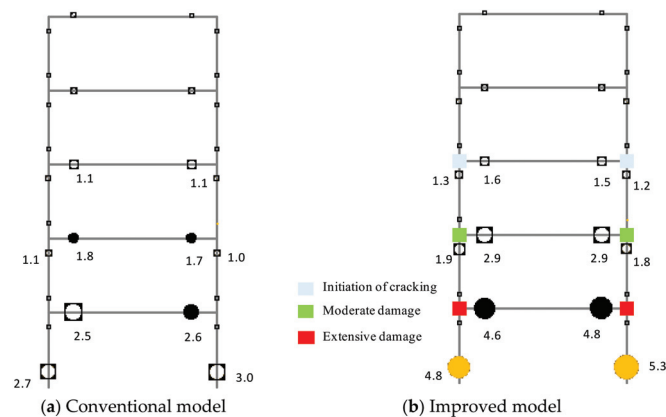 1.1 1.1
1.1 1.8 1.7 1.0
2.5 2.6
2.7 3.0
(a) Conventional model
1.3 1.6 1.5 1.2
1.9 2.9 2.9 1.8
Initiation of cracking
Moderate damage
Extensive damage
4.6 4.8
4.8 5.3
(b) Improved model